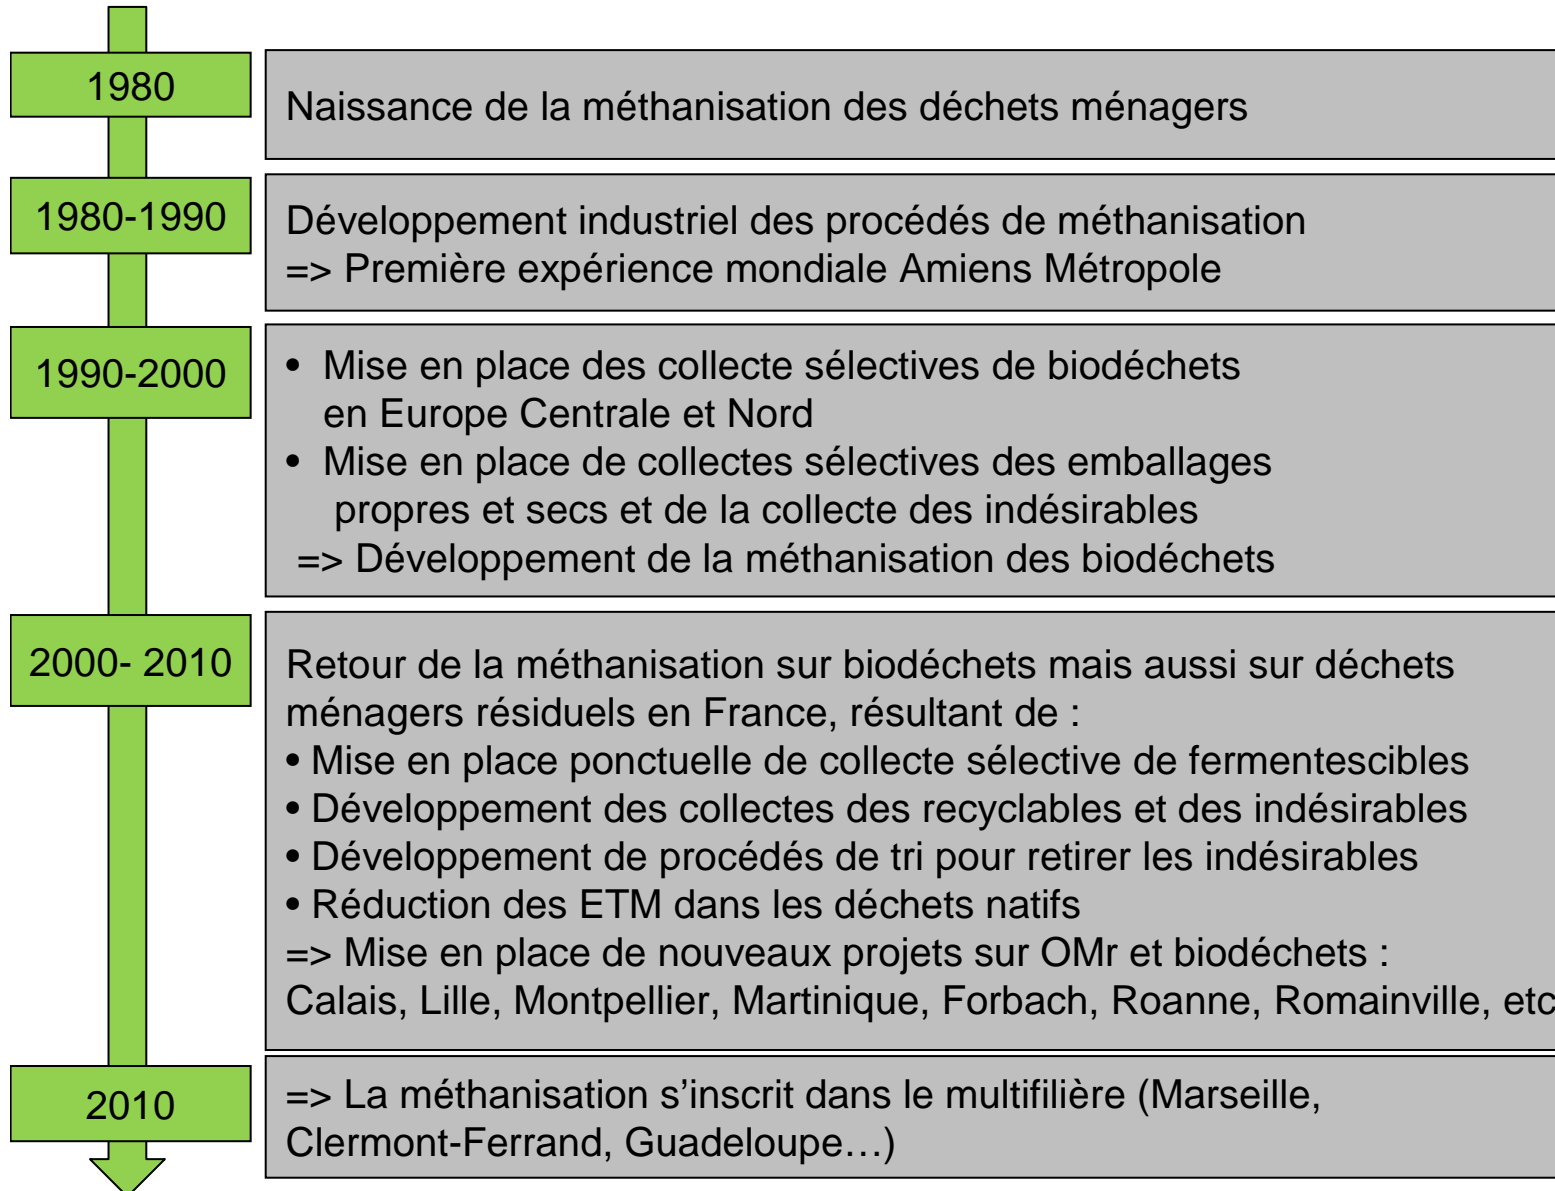 1980
Naissance de la méthanisation des déchets ménagers
1980-1990
Développement industriel des procédés de méthanisation
=> Première expérience mondiale Amiens Métropole
1990-2000
• Mise en place des collecte sélectives de biodéchets
en Europe Centrale et Nord
• Mise en place de collectes sélectives des emballages
propres et secs et de la collecte des indésirables
=> Développement de la méthanisation des biodéchets
2000- 2010
Retour de la méthanisation sur biodéchets mais aussi sur déchets
ménagers résiduels en France, résultant de :
• Mise en place ponctuelle de collecte sélective de fermentescibles
• Développement des collectes des recyclables et des indésirables
• Développement de procédés de tri pour retirer les indésirables
• Réduction des ETM dans les déchets natifs
=> Mise en place de nouveaux projets sur OMr et biodéchets :
Calais, Lille, Montpellier, Martinique, Forbach, Roanne, Romainville, etc
2010
=> La méthanisation s’inscrit dans le multifilière (Marseille,
Clermont-Ferrand, Guadeloupe…)